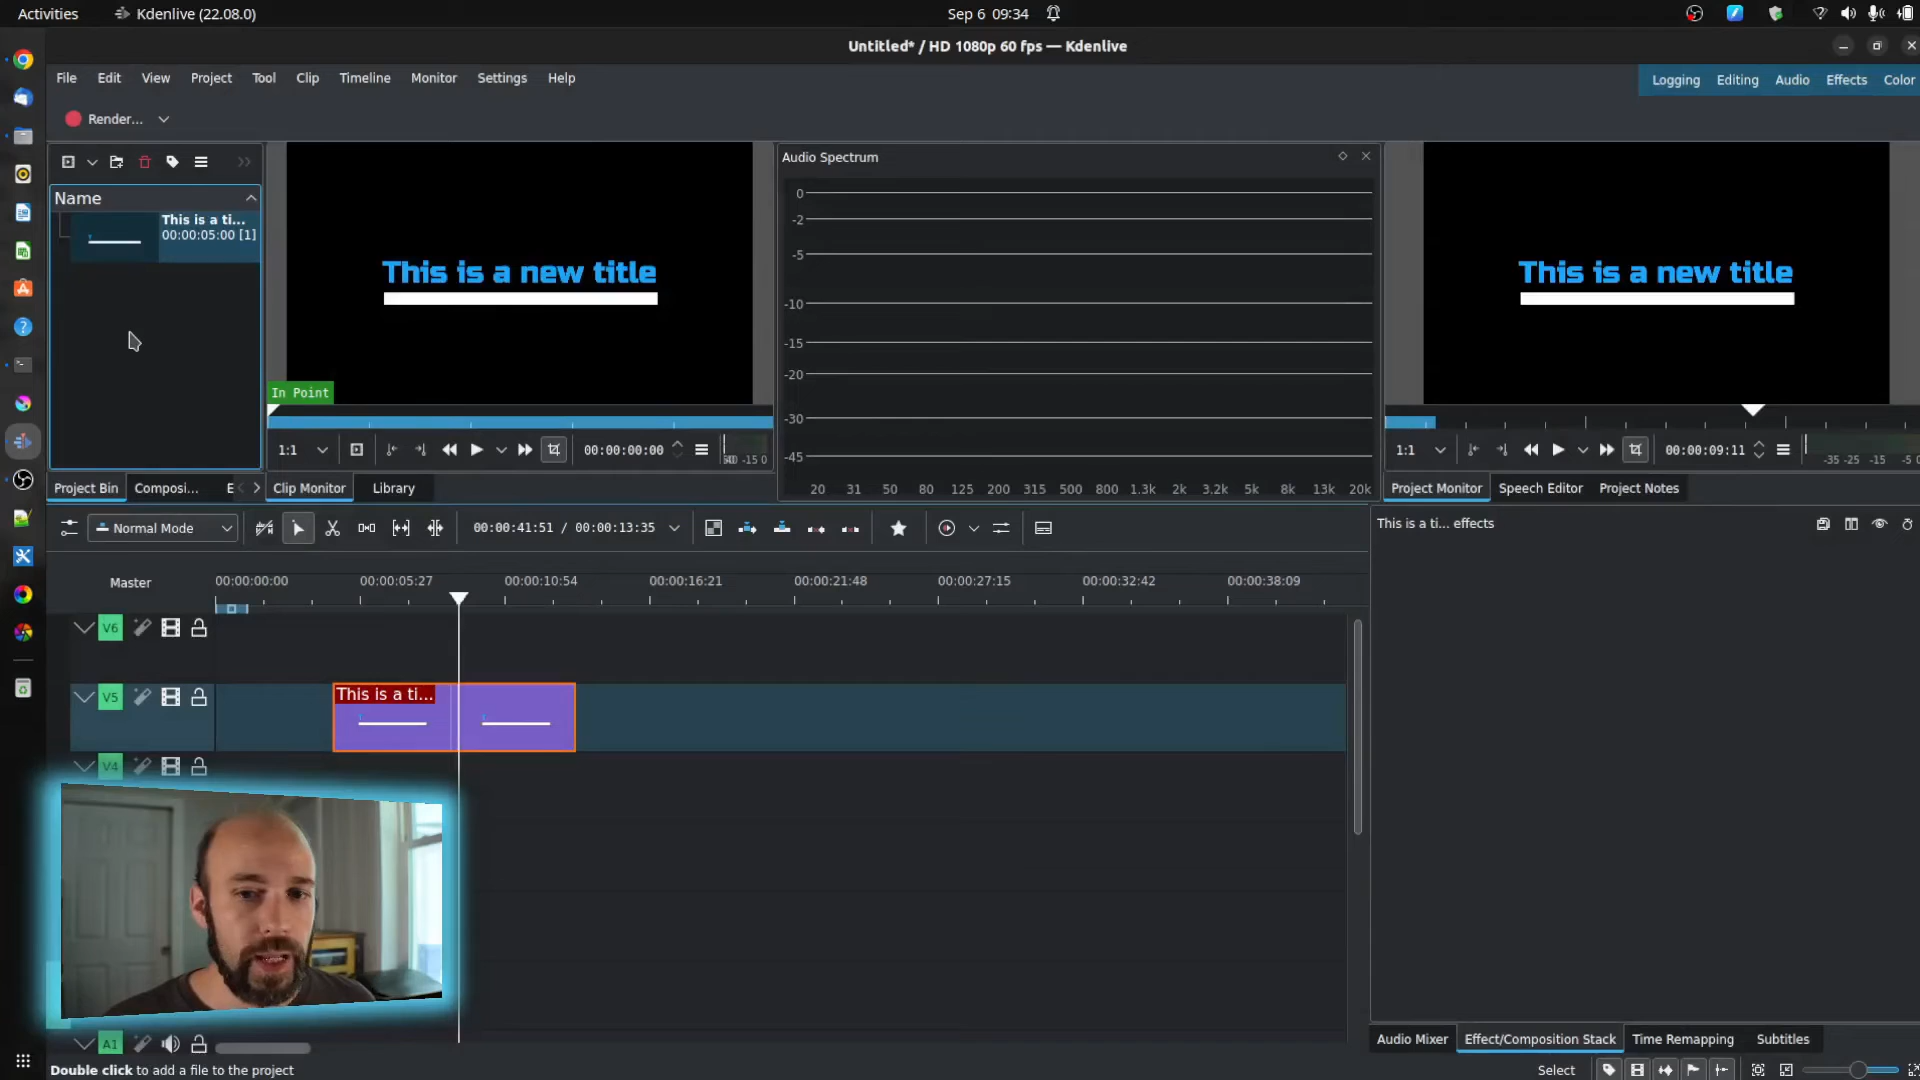 Activities
Kdenlive (22.08.0)
Sep 6 09:34
Untitled* / HD 1080p 60 fps — Kdenlive
File Edit View Project Tool Clip Timeline Monitor Settings Help
Logging Editing Audio Effects Color
Render...
Name
This is a ti...
00:00:05:00 [1]
This is a new title
In Point
1:1
00:00:00:00
-15 0
Project Bin Composi... E
Clip Monitor Library
Audio Spectrum
0
-2
-5
-10
-15
-20
-30
-45
20 31 50 80 125 200 315 500 800 1.3k 2k 3.2k 5k 8k 13k 20k
This is a new title
1:1
00:00:09:11
-35 -25 -15 -5 0
Project Monitor Speech Editor Project Notes
Normal Mode
00:00:41:51 / 00:00:13:35
This is a ti... effects
Master
00:00:00:00 00:00:05:27 00:00:10:54 00:00:16:21 00:00:21:48 00:00:27:15 00:00:32:42 00:00:38:09
V6
V5
This is a ti...
V4
A1
Audio Mixer Effect/Composition Stack Time Remapping Subtitles
Double click to add a file to the project
Select